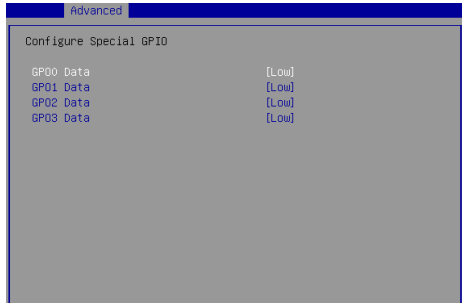 Advanced
Configure Special GPIO
GPO0 Data [Low]
GPO1 Data [Low]
GPO2 Data [Low]
GPO3 Data [Low]